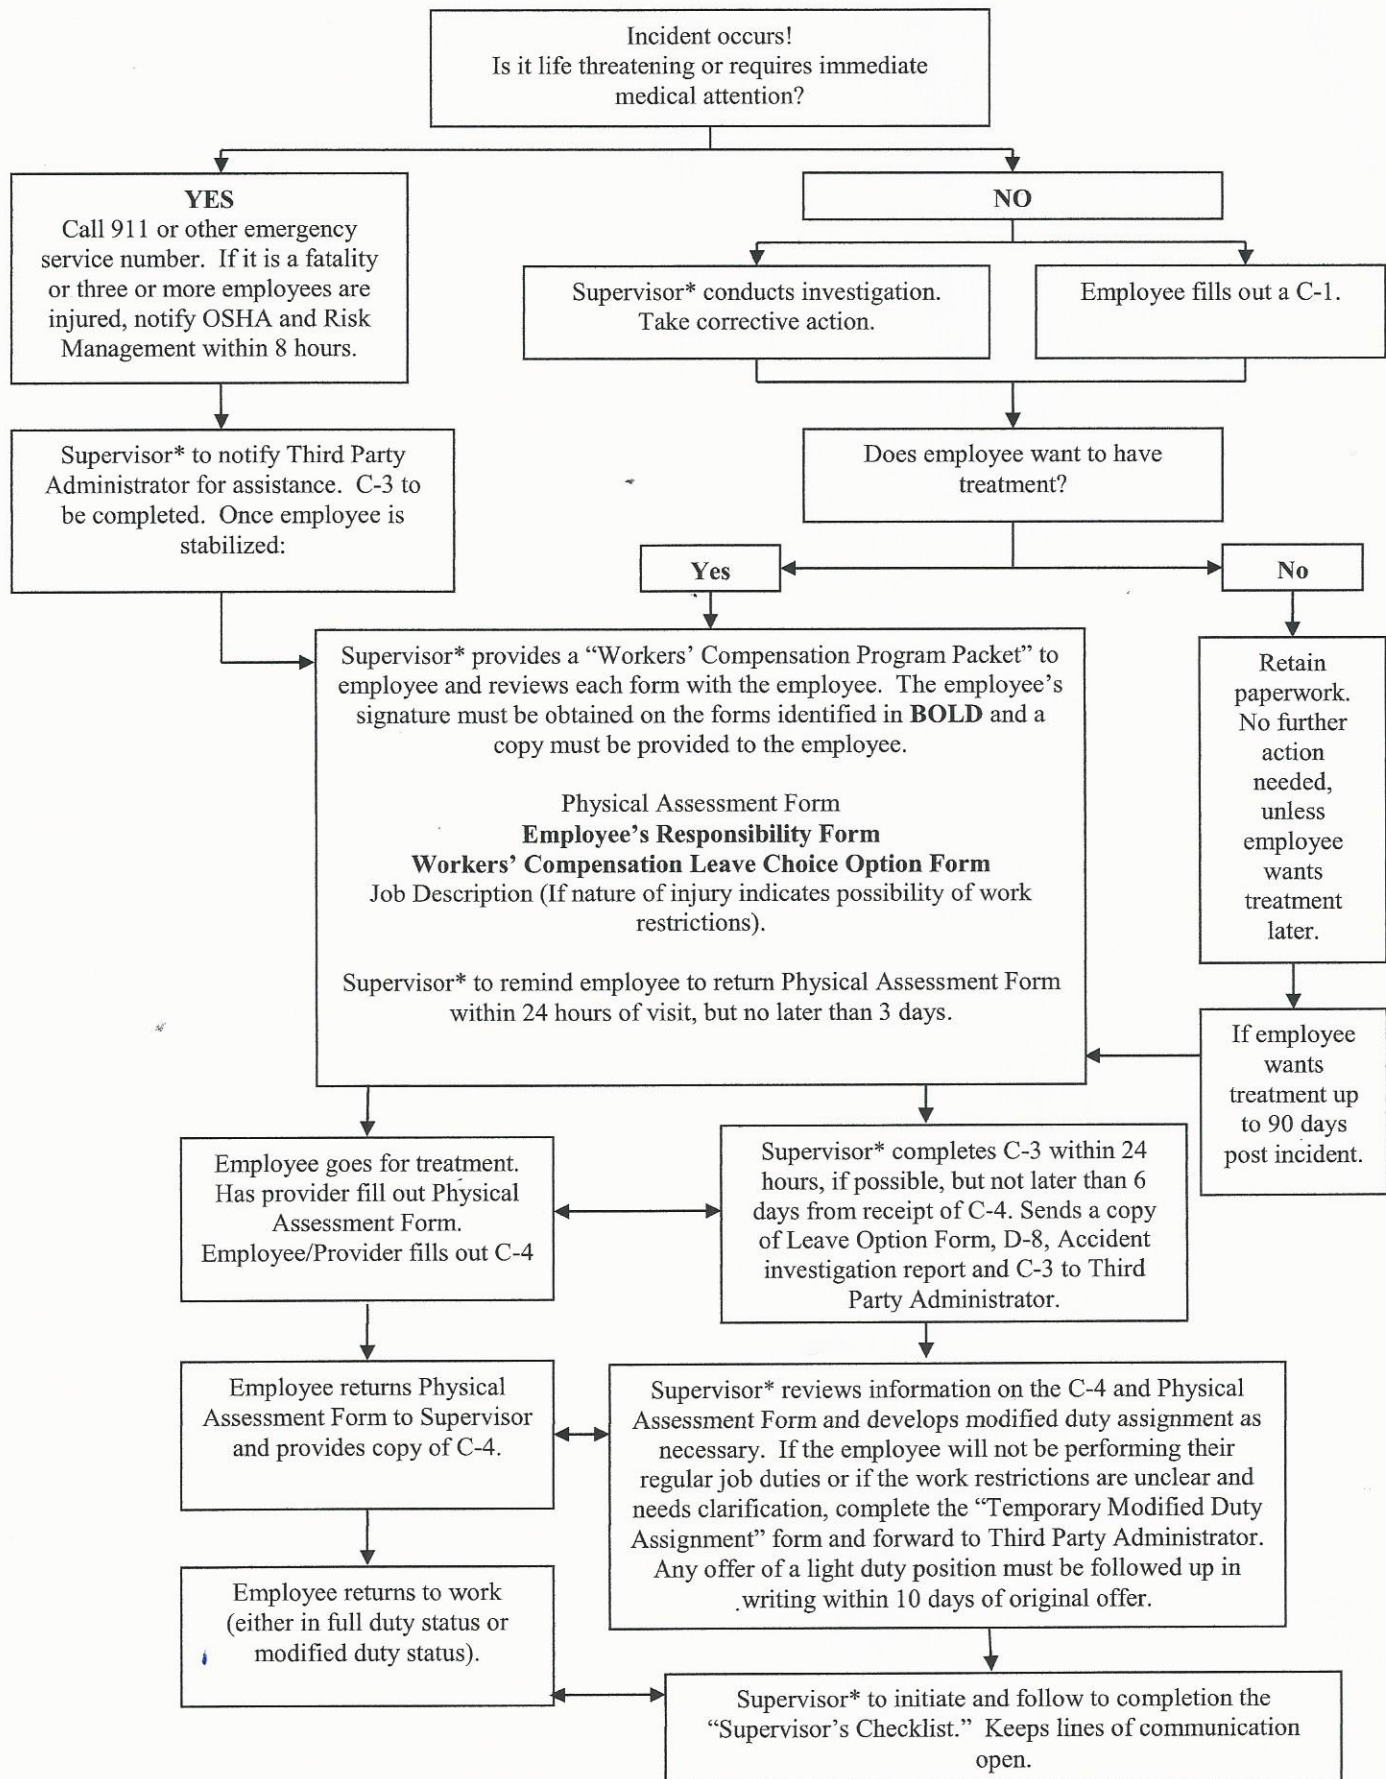 Incident occurs!
Is it life threatening or requires immediate
medical attention?
YES
Call 911 or other emergency
service number.  If it is a fatality
or three or more employees are
injured, notify OSHA and Risk
Management within 8 hours.
NO
Supervisor* conducts investigation.
Take corrective action.
Employee fills out a C-1.
Supervisor* to notify Third Party
Administrator for assistance.  C-3 to
be completed.  Once employee is
stabilized:
Does employee want to have
treatment?
Yes
No
Supervisor* provides a “Workers’ Compensation Program Packet” to
employee and reviews each form with the employee.  The employee’s
signature must be obtained on the forms identified in BOLD and a
copy must be provided to the employee.
Physical Assessment Form
Employee’s Responsibility Form
Workers’ Compensation Leave Choice Option Form
Job Description (If nature of injury indicates possibility of work
restrictions).
Supervisor* to remind employee to return Physical Assessment Form
within 24 hours of visit, but no later than 3 days.
Retain
paperwork.
No further
action
needed,
unless
employee
wants
treatment
later.
If employee
wants
treatment up
to 90 days
post incident.
Employee goes for treatment.
Has provider fill out Physical
Assessment Form.
Employee/Provider fills out C-4
Supervisor* completes C-3 within 24
hours, if possible, but not later than 6
days from receipt of C-4. Sends a copy
of Leave Option Form, D-8, Accident
investigation report and C-3 to Third
Party Administrator.
Employee returns Physical
Assessment Form to Supervisor
and provides copy of C-4.
Supervisor* reviews information on the C-4 and Physical
Assessment Form and develops modified duty assignment as
necessary.  If the employee will not be performing their
regular job duties or if the work restrictions are unclear and
needs clarification, complete the “Temporary Modified Duty
Assignment” form and forward to Third Party Administrator.
Any offer of a light duty position must be followed up in
writing within 10 days of original offer.
Employee returns to work
(either in full duty status or
modified duty status).
Supervisor* to initiate and follow to completion the
“Supervisor’s Checklist.”  Keeps lines of communication
open.